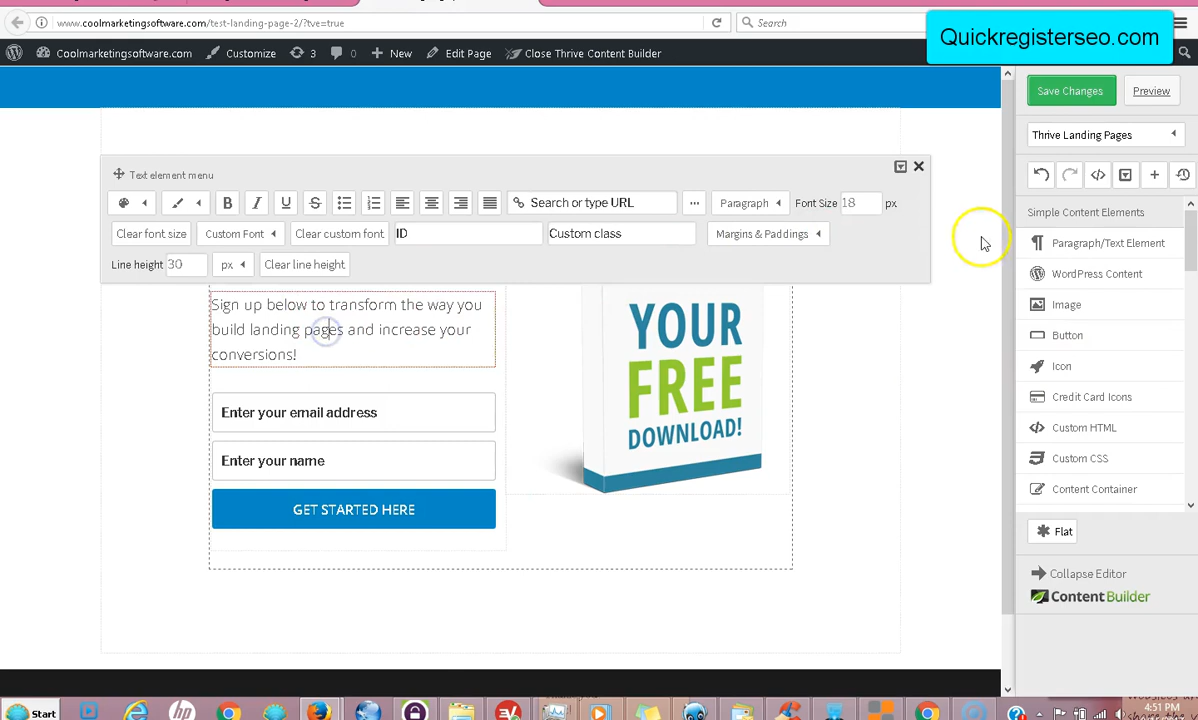 www.coolmarketingsoftware.com/test-landing-page-2/?tve=true
Search
Quickregisterseo.com
Coolmarketingsoftware.com
Customize
3
0
New
Edit Page
Close Thrive Content Builder
Save Changes
Preview
Thrive Landing Pages
Text element menu
B I U S
Search or type URL
...
Paragraph
Font Size 18 px
Clear font size
Custom Font
Clear custom font
ID
Custom class
Margins & Paddings
Line height 30
px
Clear line height
Simple Content Elements
Paragraph/Text Element
WordPress Content
Image
Button
Icon
Credit Card Icons
Custom HTML
Custom CSS
Content Container
Flat
Collapse Editor
Content Builder
Sign up below to transform the way you
build landing pages and increase your
conversions!
Enter your email address
Enter your name
GET STARTED HERE
YOUR
FREE
DOWNLOAD!
Start
4:51 PM